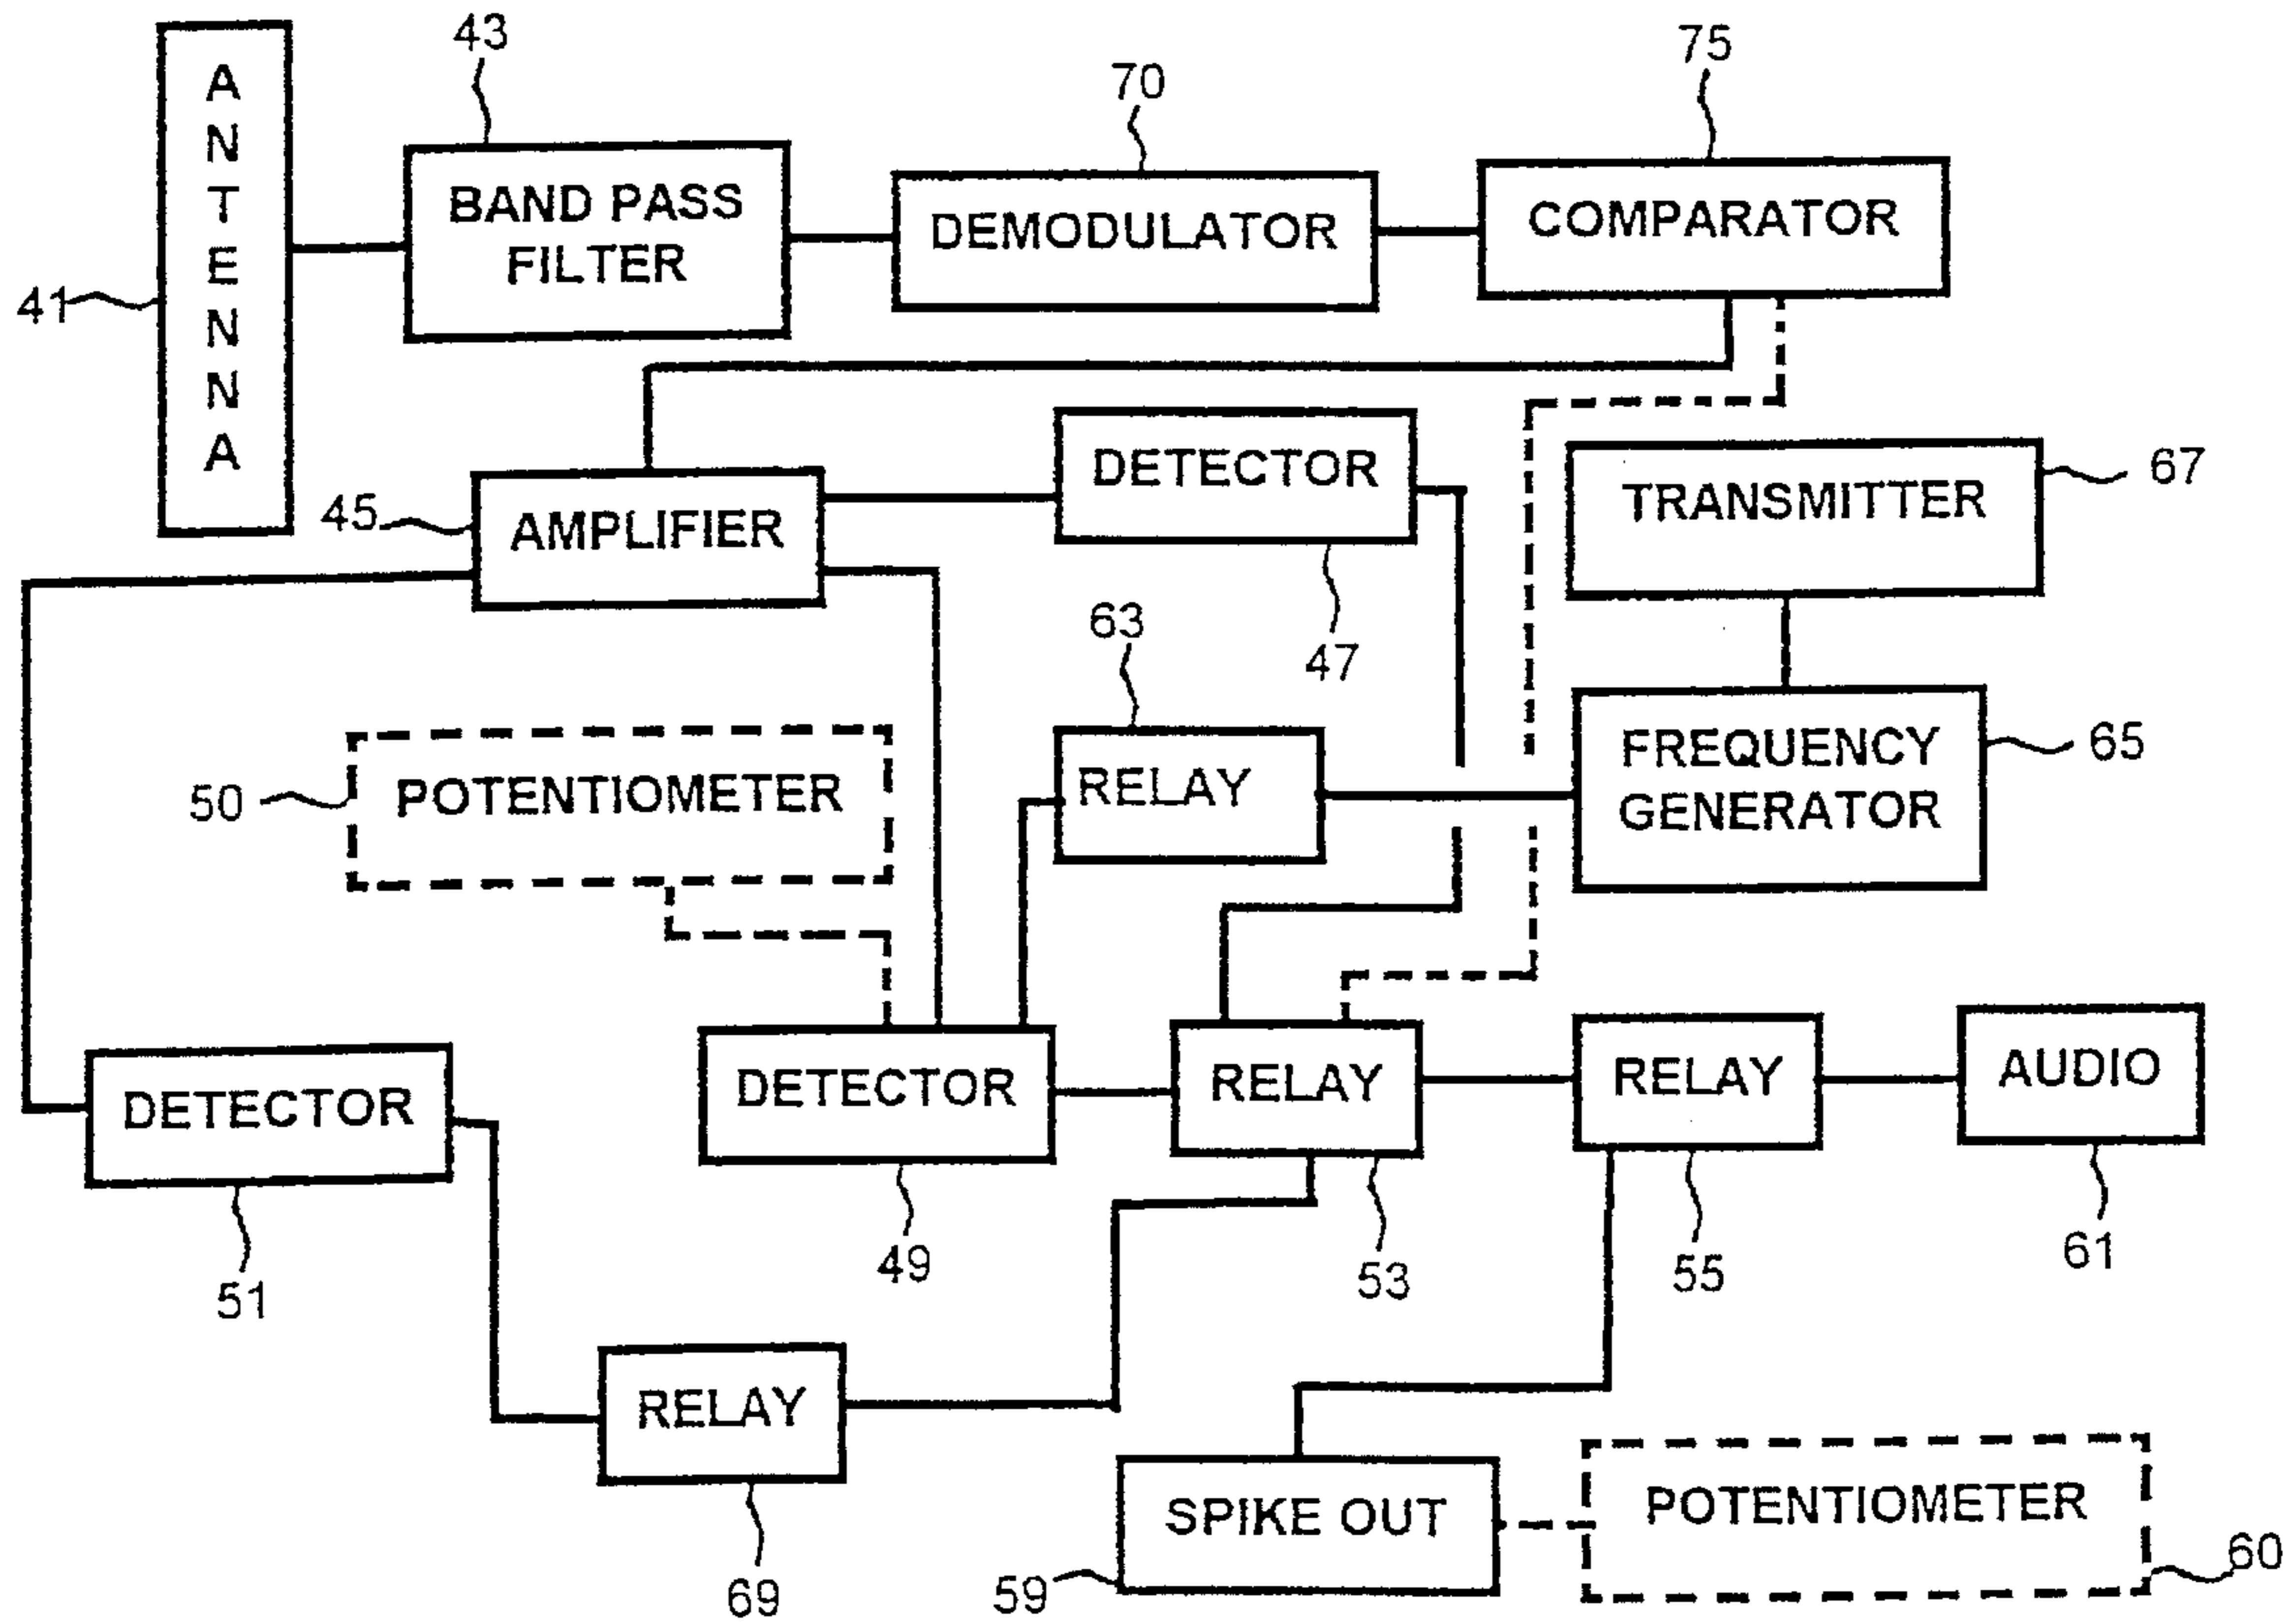 43
75
70
ANTENNA
BAND PASS
FILTER
DEMODULATOR
COMPARATOR
41
DETECTOR
67
TRANSMITTER
45
AMPLIFIER
63
47
FREQUENCY
GENERATOR
65
RELAY
50
POTENTIOMETER
DETECTOR
DETECTOR
RELAY
RELAY
AUDIO
51
49
53
55
61
RELAY
SPIKE OUT
POTENTIOMETER
69
59
60